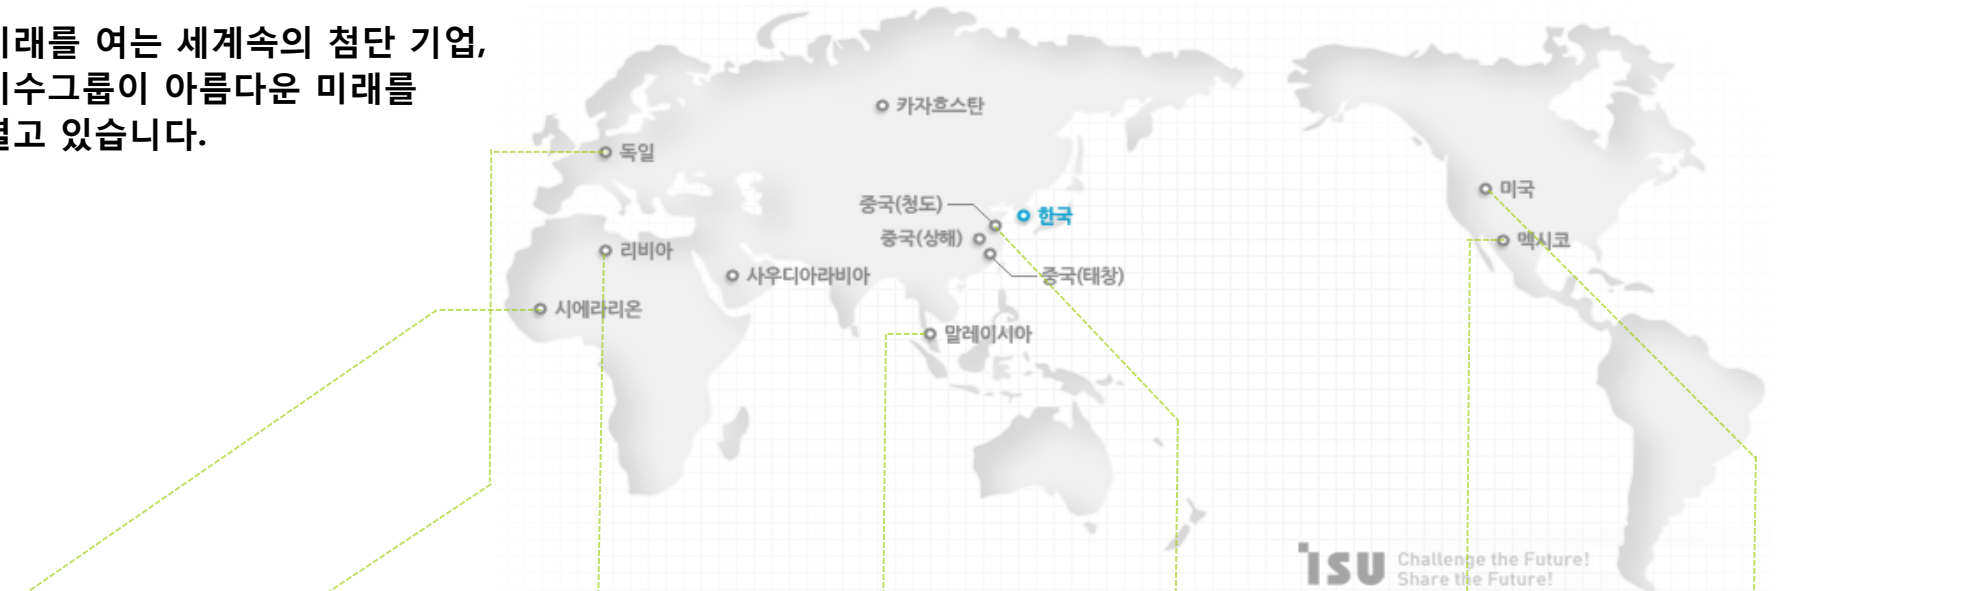 래를 여는 세계속의 첨단 기업,
수그룹이 아름다운 미래를
고 있습니다.
카자흐스탄
독일
중국(청도)
한국
미국
중국(상해)
멕시코
리비아
사우디아라비아
중국(태창)
시에라리온
말레이시아
ISU Challenge the Future!
Share the Future!